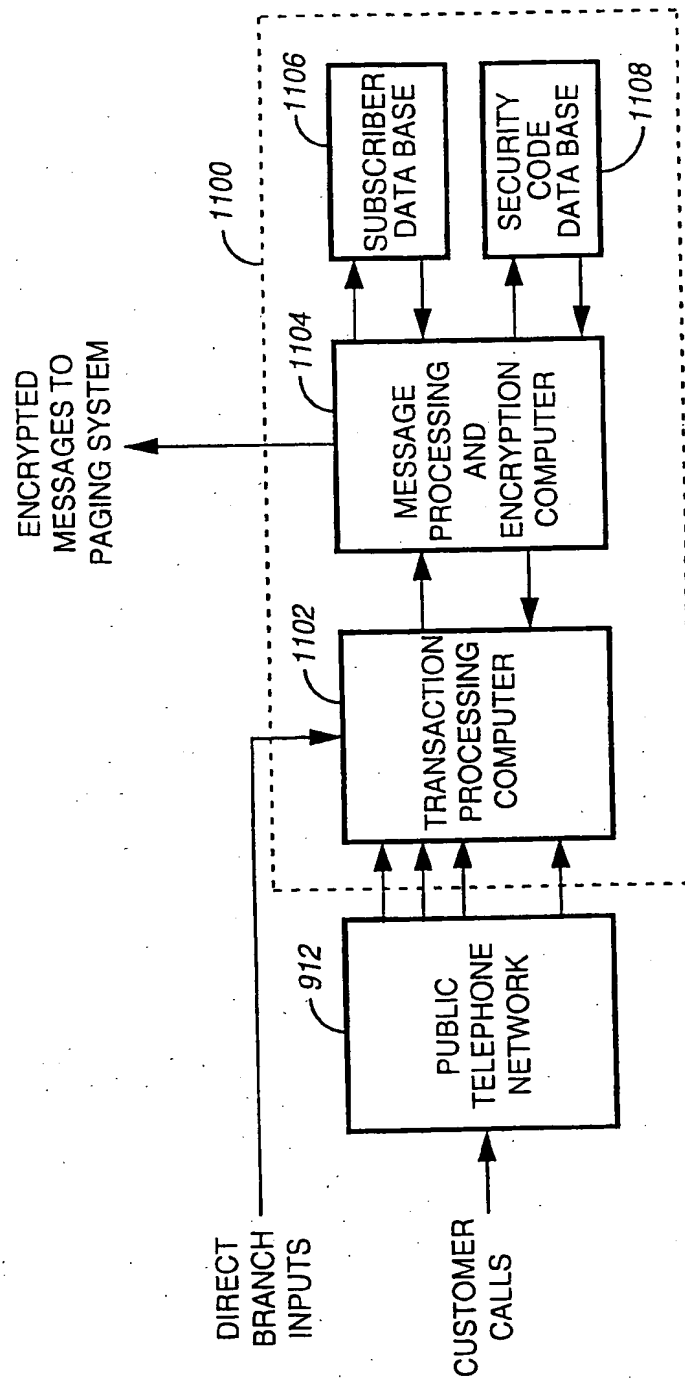 ENCRYPTED
MESSAGES TO
PAGING SYSTEM
1100
DIRECT
BRANCH
INPUTS
CUSTOMER
CALLS
912
PUBLIC
TELEPHONE
NETWORK
1102
TRANSACTION
PROCESSING
COMPUTER
1104
MESSAGE
PROCESSING
AND
ENCRYPTION
COMPUTER
1106
SUBSCRIBER
DATA BASE
SECURITY
CODE
DATA BASE
1108